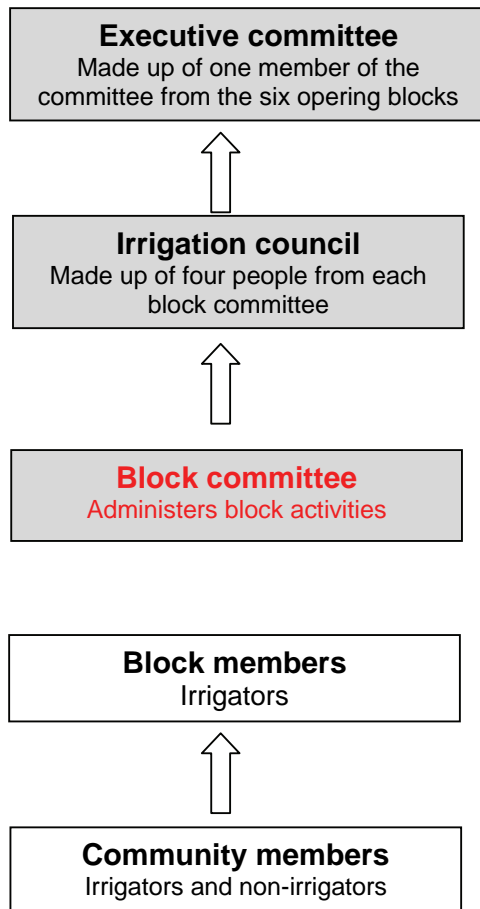 Executive committee
Made up of one member of the
committee from the six opering blocks
Irrigation council
Made up of four people from each
block committee
Block committee
Administers block activities
Block members
Irrigators
Community members
Irrigators and non-irrigators